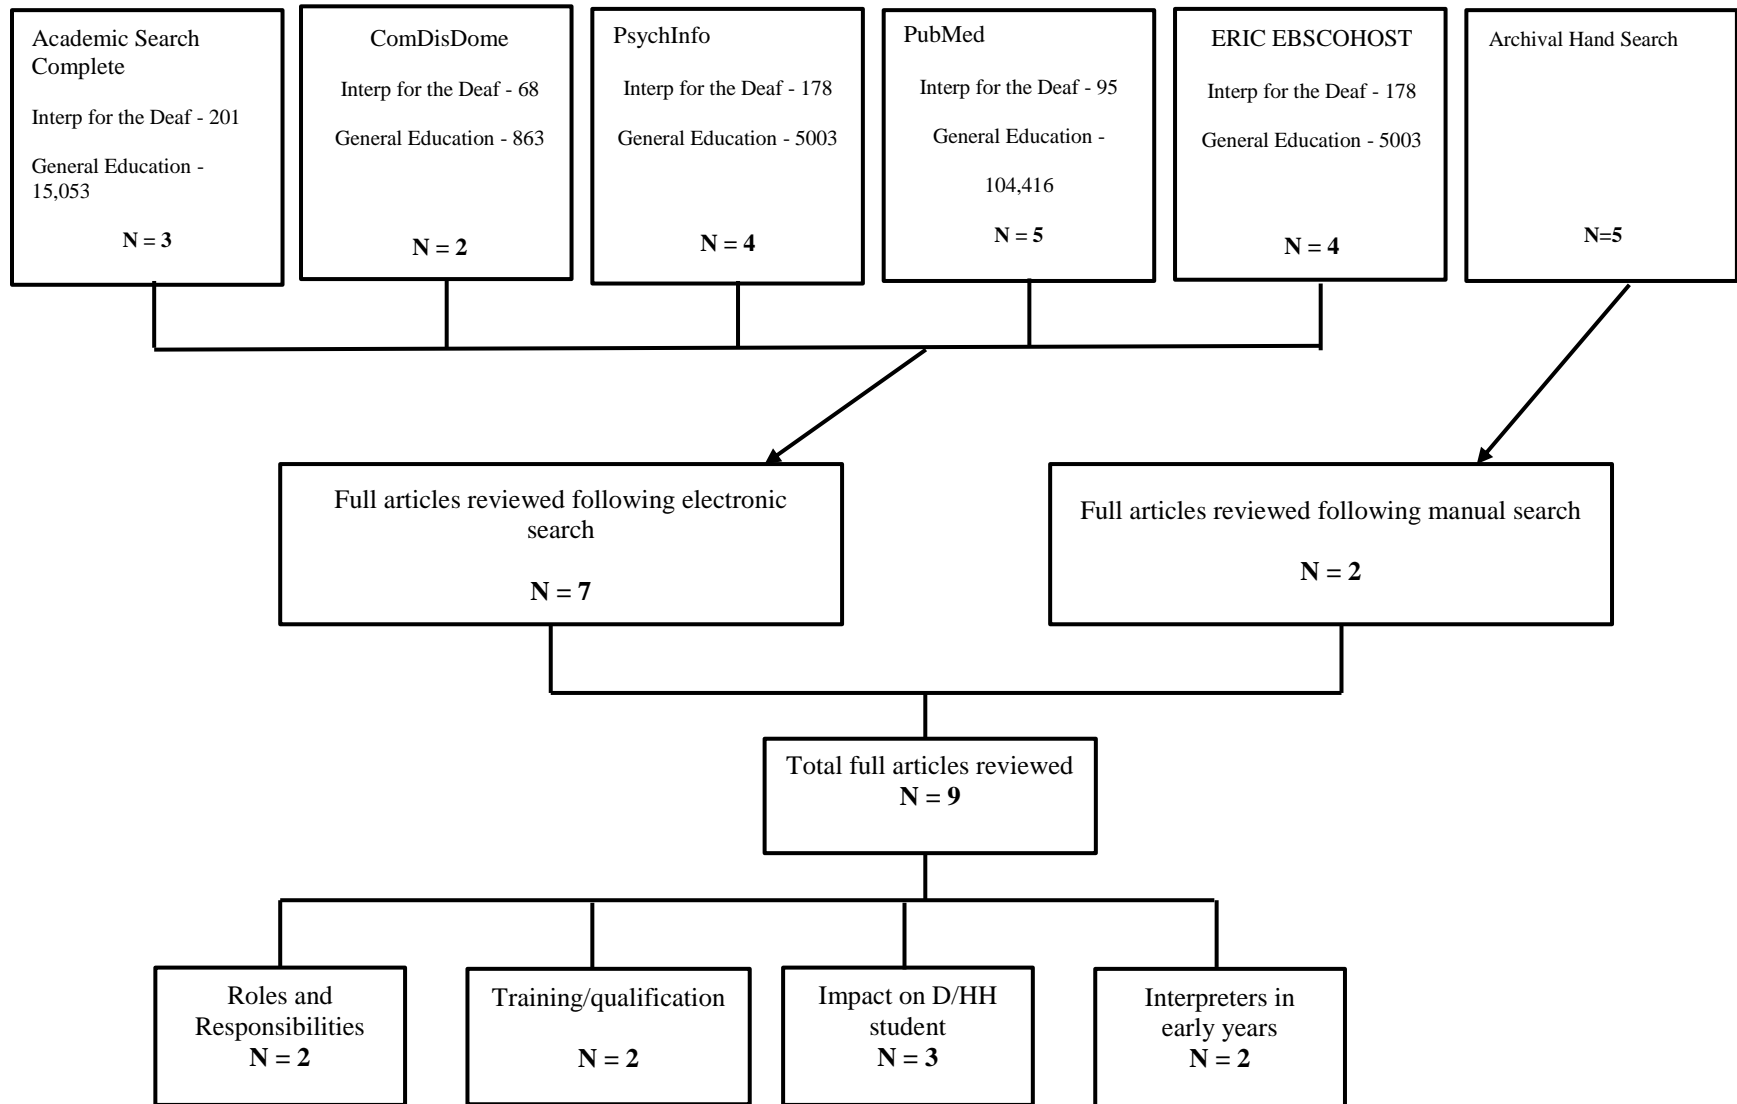 Academic Search
Complete
Interp for the Deaf - 201
General Education -
15,053
N = 3
ComDisDome
Interp for the Deaf - 68
General Education - 863
N = 2
PsychInfo
Interp for the Deaf - 178
General Education - 5003
N = 4
PubMed
Interp for the Deaf - 95
General Education -
104,416
N = 5
ERIC EBSCOHOST
Interp for the Deaf - 178
General Education - 5003
N = 4
Archival Hand Search
N=5
Full articles reviewed following electronic
search
N = 7
Full articles reviewed following manual search
N = 2
Total full articles reviewed
N = 9
Roles and
Responsibilities
N = 2
Training/qualification
N = 2
Impact on D/HH
student
N = 3
Interpreters in
early years
N = 2